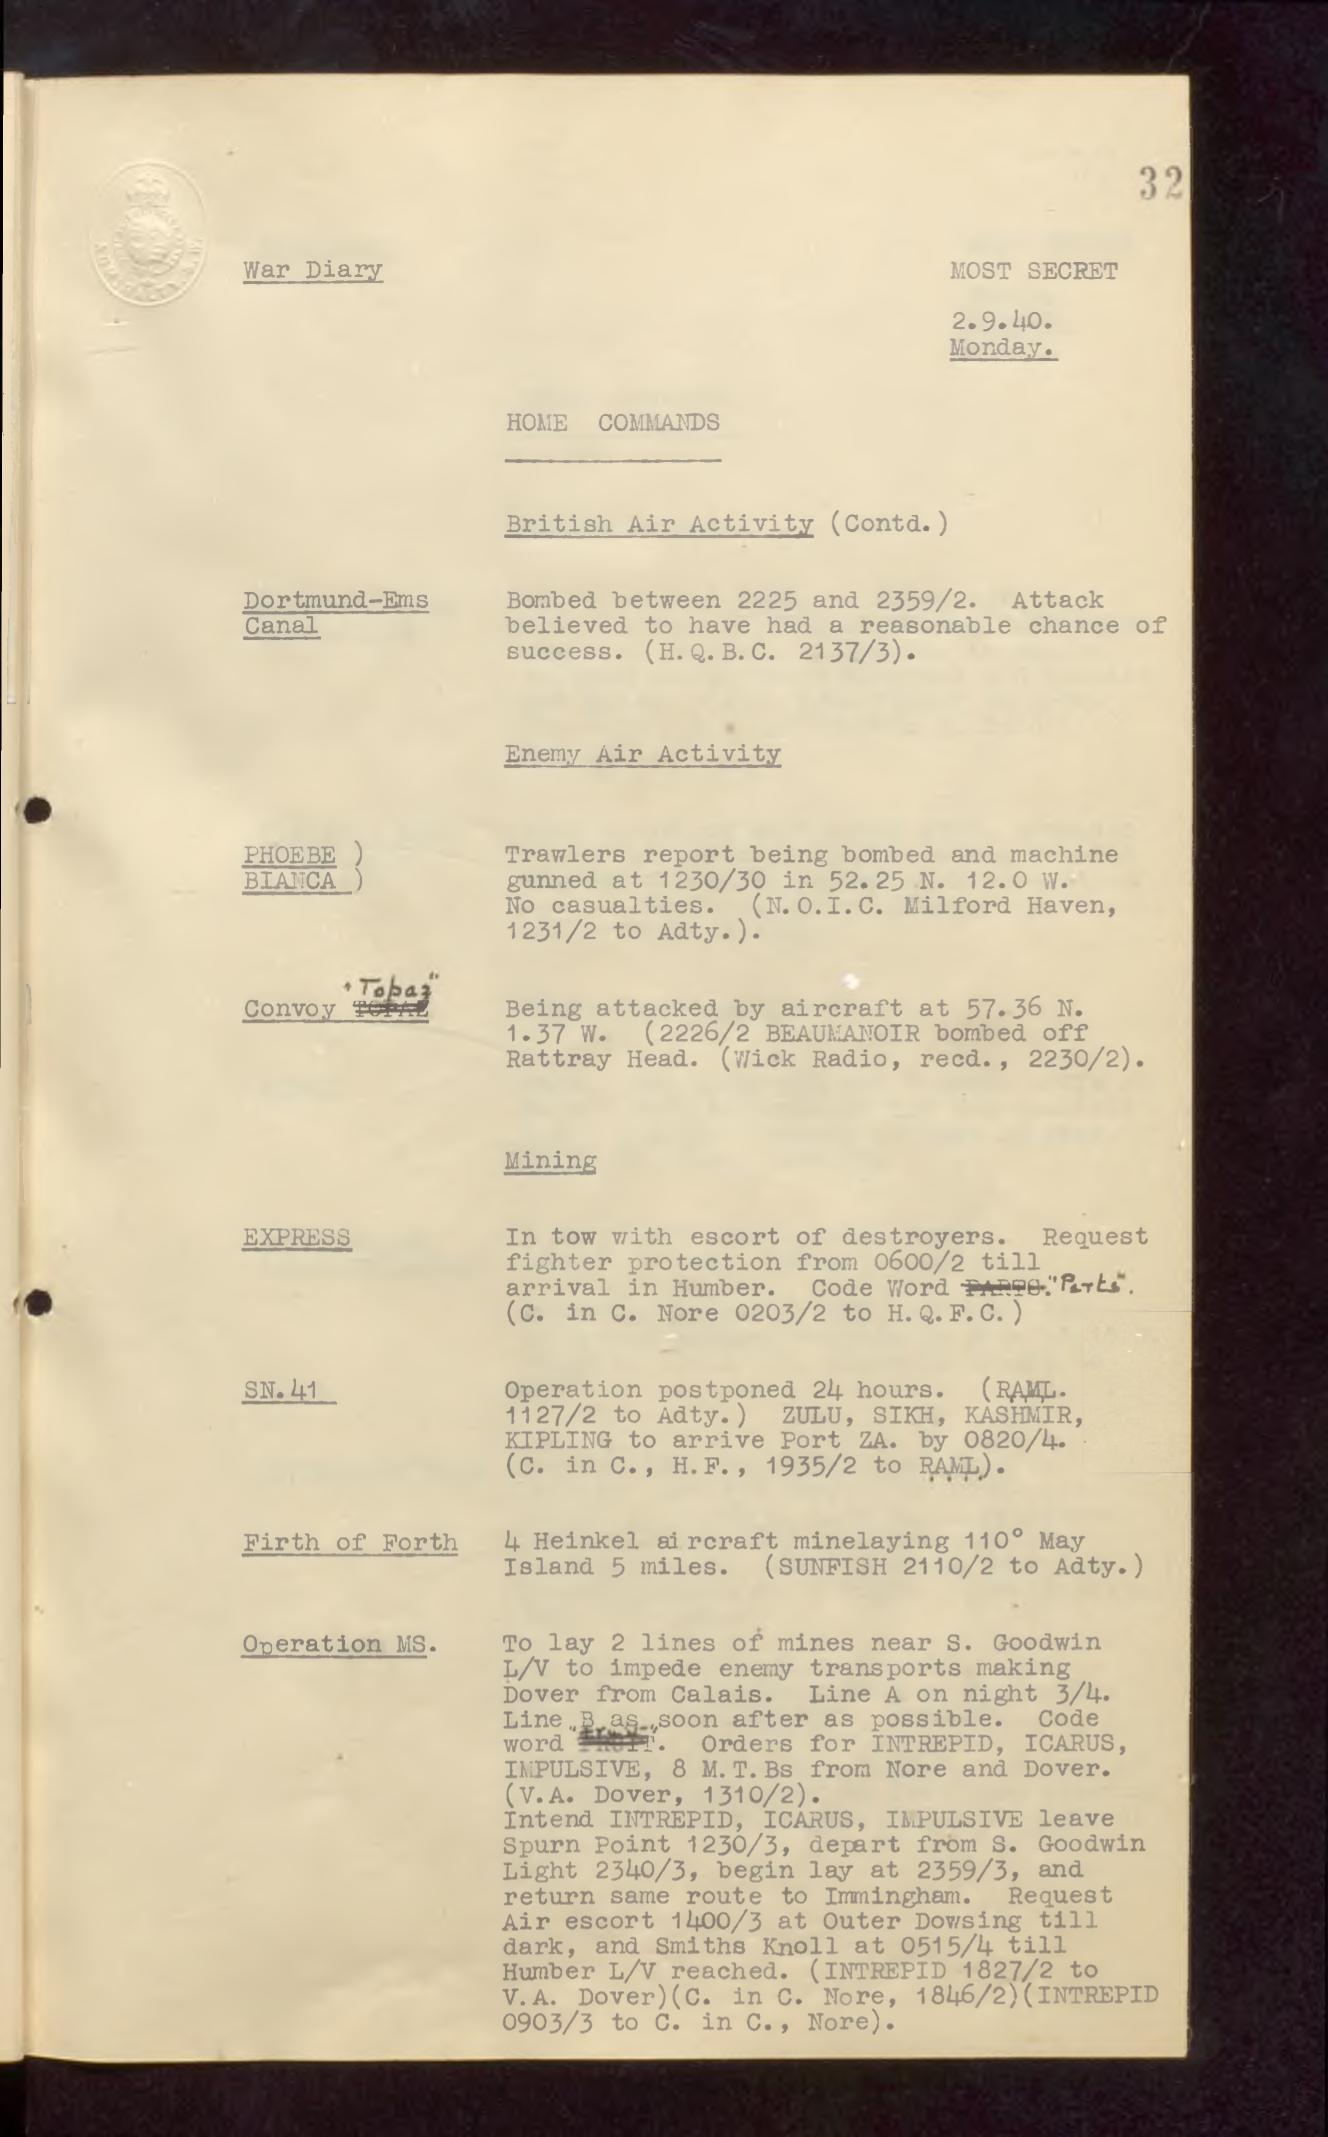 32
War Diary
MOST SECRET
2.9.40.
Monday.
HOME COMMANDS
British Air Activity (Contd.)
Dortmund-Ems
Canal
Bombed between 2225 and 2359/2. Attack
believed to have had a reasonable chance of
success. (H.Q.B.C. 2137/3).
Enemy Air Activity
PHOEBE )
BIANCA )
Trawlers report being bombed and machine
gunned at 1230/30 in 52.25 N. 12.0 W.
No casualties. (N.O.I.C. Milford Haven,
1231/2 to Adty.).
"Topaz"
Convoy TOPAZ
Being attacked by aircraft at 57.36 N.
1.37 W. (2226/2 BEAUMANOIR bombed off
Rattray Head. (Wick Radio, recd., 2230/2).
Mining
EXPRESS
In tow with escort of destroyers. Request
fighter protection from 0600/2 till
arrival in Humber. Code Word PARTS. "Parts".
(C. in C. Nore 0203/2 to H.Q.F.C.)
SN.41
Operation postponed 24 hours. (RAML.
1127/2 to Adty.) ZULU, SIKH, KASHMIR,
KIPLING to arrive Port ZA. by 0820/4.
(C. in C., H.F., 1935/2 to RAML).
Firth of Forth
4 Heinkel aircraft minelaying 110° May
Island 5 miles. (SUNFISH 2110/2 to Adty.)
Operation MS.
To lay 2 lines of mines near S. Goodwin
L/V to impede enemy transports making
Dover from Calais. Line A on night 3/4.
Line B as soon after as possible. Code
word . Orders for INTREPID, ICARUS,
IMPULSIVE, 8 M.T.Bs from Nore and Dover.
(V.A. Dover, 1310/2).
Intend INTREPID, ICARUS, IMPULSIVE leave
Spurn Point 1230/3, depart from S. Goodwin
Light 2340/3, begin lay at 2359/3, and
return same route to Immingham. Request
Air escort 1400/3 at Outer Dowsing till
dark, and Smiths Knoll at 0515/4 till
Humber L/V reached. (INTREPID 1827/2 to
V.A. Dover)(C. in C. Nore, 1846/2)(INTREPID
0903/3 to C. in C., Nore).